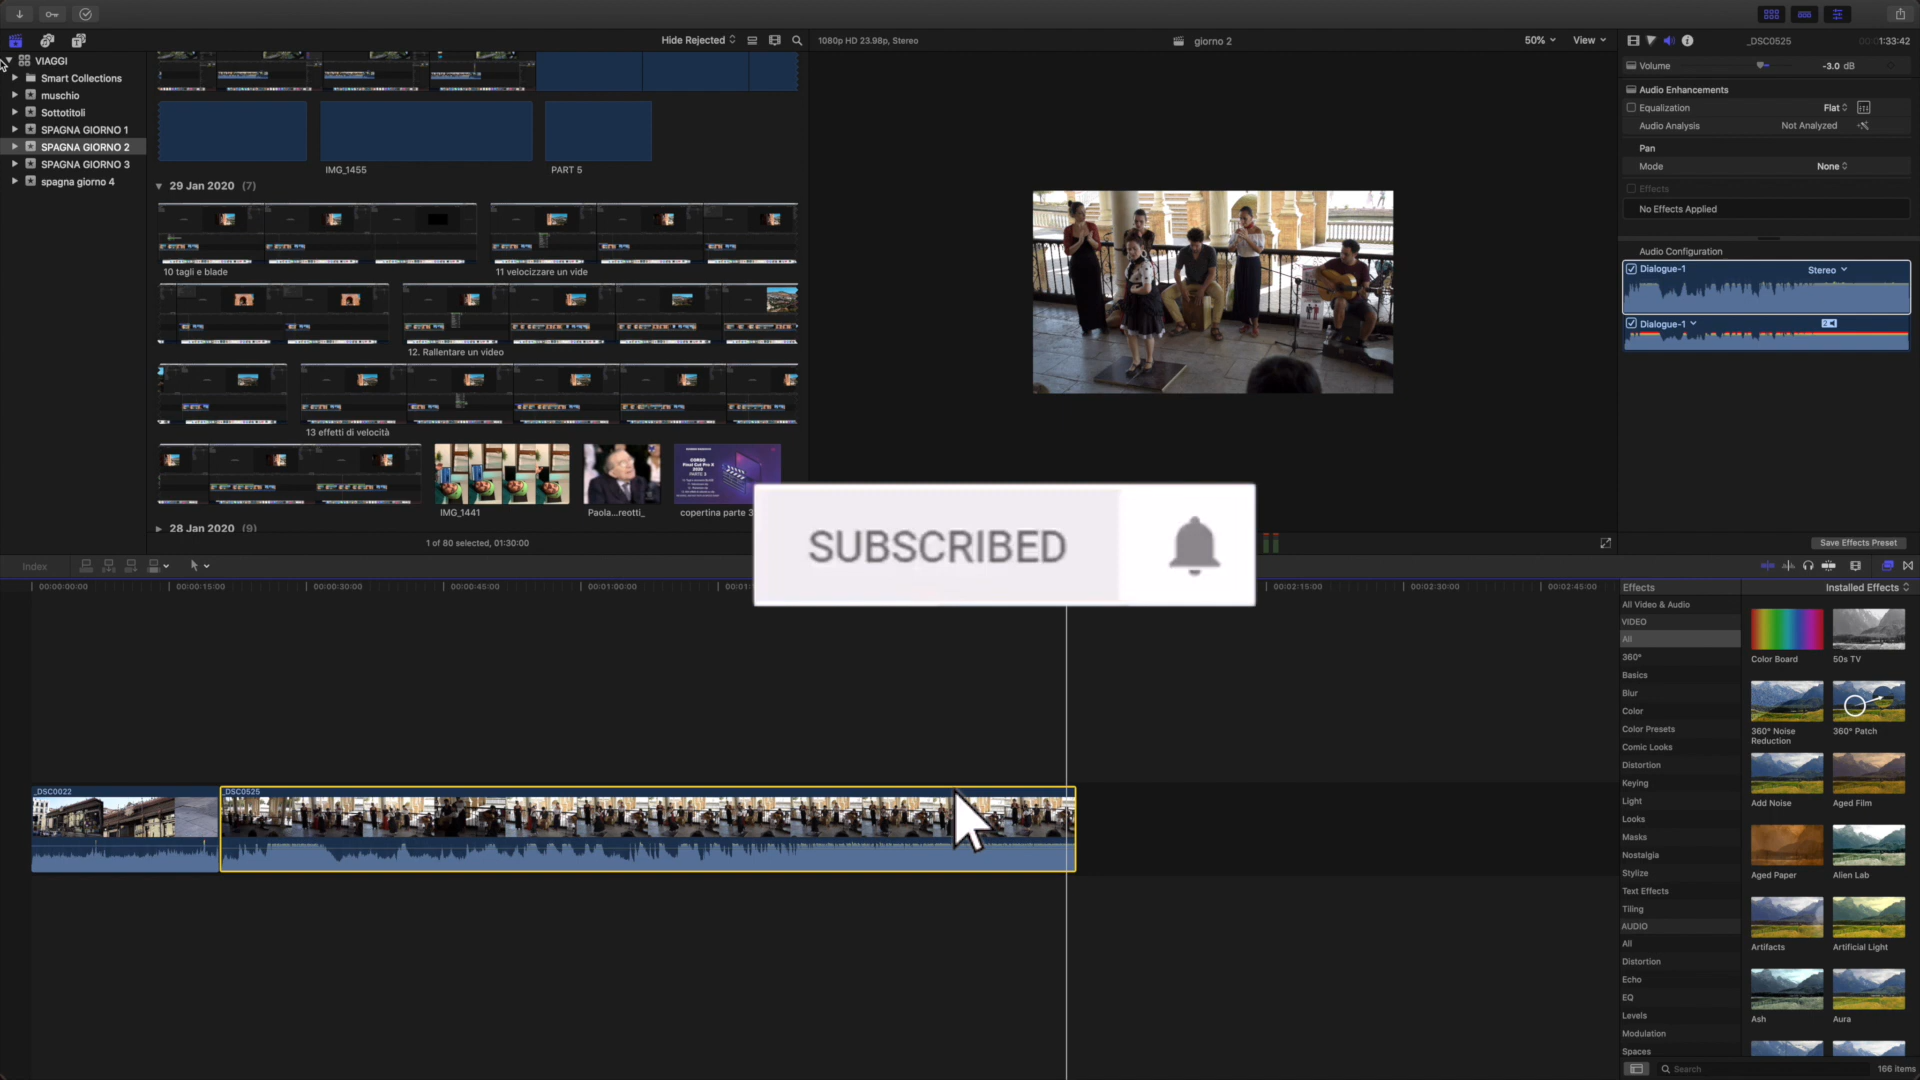 Hide Rejected
1080p HD 23.98p, Stereo
giorno 2
50%
View
_DSC0525
1:33:42
VIAGGI
Smart Collections
muschio
Sottotitoli
SPAGNA GIORNO 1
SPAGNA GIORNO 2
SPAGNA GIORNO 3
spagna giorno 4
IMG_1455
PART 5
29 Jan 2020 (7)
10 tagli e blade
11 velocizzare un vide
12. Rallentare un video
13 effetti di velocità
IMG_1441
Paola...reotti_
copertina parte 3
28 Jan 2020 (9)
1 of 80 selected, 01:30:00
Volume
-3.0 dB
Audio Enhancements
Equalization
Flat
Audio Analysis
Not Analyzed
Pan
Mode
None
Effects
No Effects Applied
Audio Configuration
Dialogue-1
Stereo
Dialogue-1
Save Effects Preset
SUBSCRIBED
Index
00:00:00:00
00:00:15:00
00:00:30:00
00:00:45:00
00:01:00:00
00:01:
00:02:15:00
00:02:30:00
00:02:45:00
_DSC0022
_DSC0525
Effects
Installed Effects
All Video & Audio
VIDEO
All
360°
Basics
Blur
Color
Color Presets
Comic Looks
Distortion
Keying
Light
Looks
Masks
Nostalgia
Stylize
Text Effects
Tiling
AUDIO
All
Distortion
Echo
EQ
Levels
Modulation
Spaces
Color Board
50s TV
360° Noise
Reduction
360° Patch
Add Noise
Aged Film
Aged Paper
Alien Lab
Artifacts
Artificial Light
Ash
Aura
Search
166 items